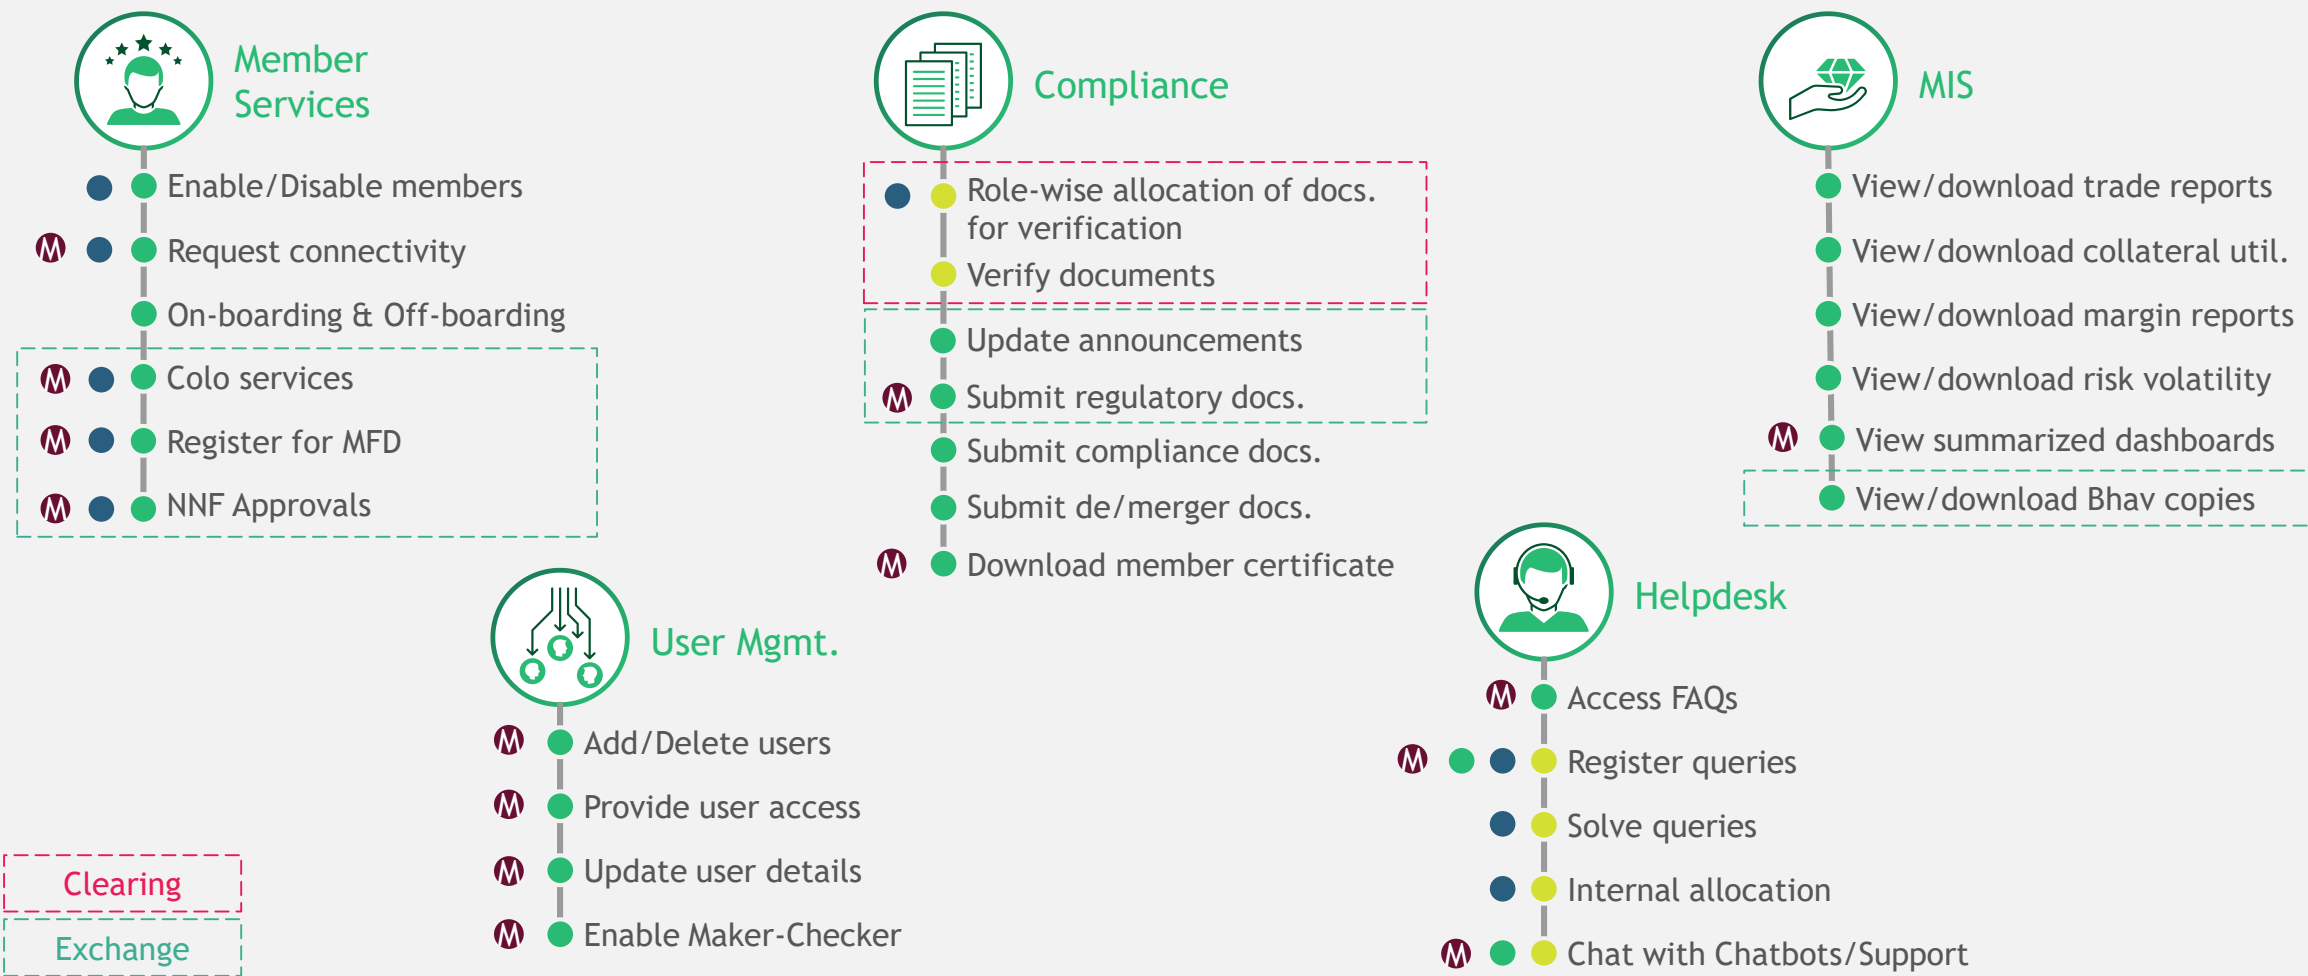 Member
Services
Enable/Disable members
M
Request connectivity
On-boarding & Off-boarding
M
Colo services
M
Register for MFD
M
NNF Approvals
Compliance
Role-wise allocation of docs.
for verification
Verify documents
Update announcements
M
Submit regulatory docs.
Submit compliance docs.
Submit de/merger docs.
M
Download member certificate
MIS
View/download trade reports
View/download collateral util.
View/download margin reports
View/download risk volatility
M
View summarized dashboards
View/download Bhav copies
User Mgmt.
M
Add/Delete users
M
Provide user access
M
Update user details
M
Enable Maker-Checker
Helpdesk
M
Access FAQs
M
Register queries
Solve queries
Internal allocation
M
Chat with Chatbots/Support
Clearing
Exchange